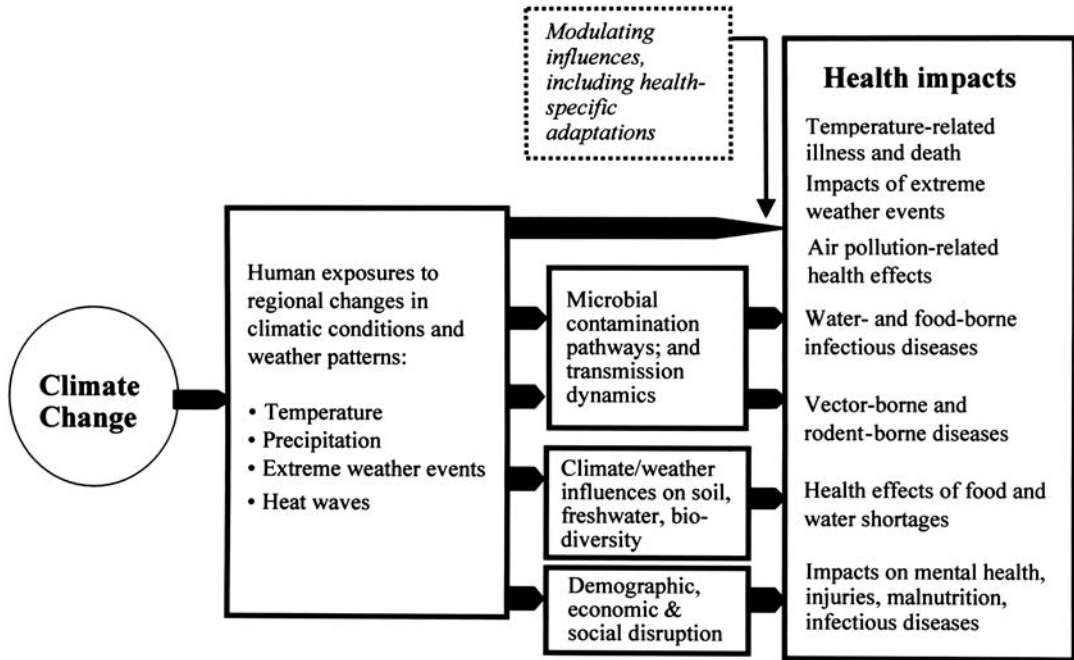 Modulating
influences,
including health-
specific
adaptations
Climate
Change
Human exposures to
regional changes in
climatic conditions and
weather patterns:
• Temperature
• Precipitation
• Extreme weather events
• Heat waves
Microbial
contamination
pathways; and
transmission
dynamics
Climate/weather
influences on soil,
freshwater, bio-
diversity
Demographic,
economic &
social disruption
Health impacts
Temperature-related
illness and death
Impacts of extreme
weather events
Air pollution-related
health effects
Water- and food-borne
infectious diseases
Vector-borne and
rodent-borne diseases
Health effects of food and
water shortages
Impacts on mental health,
injuries, malnutrition,
infectious diseases